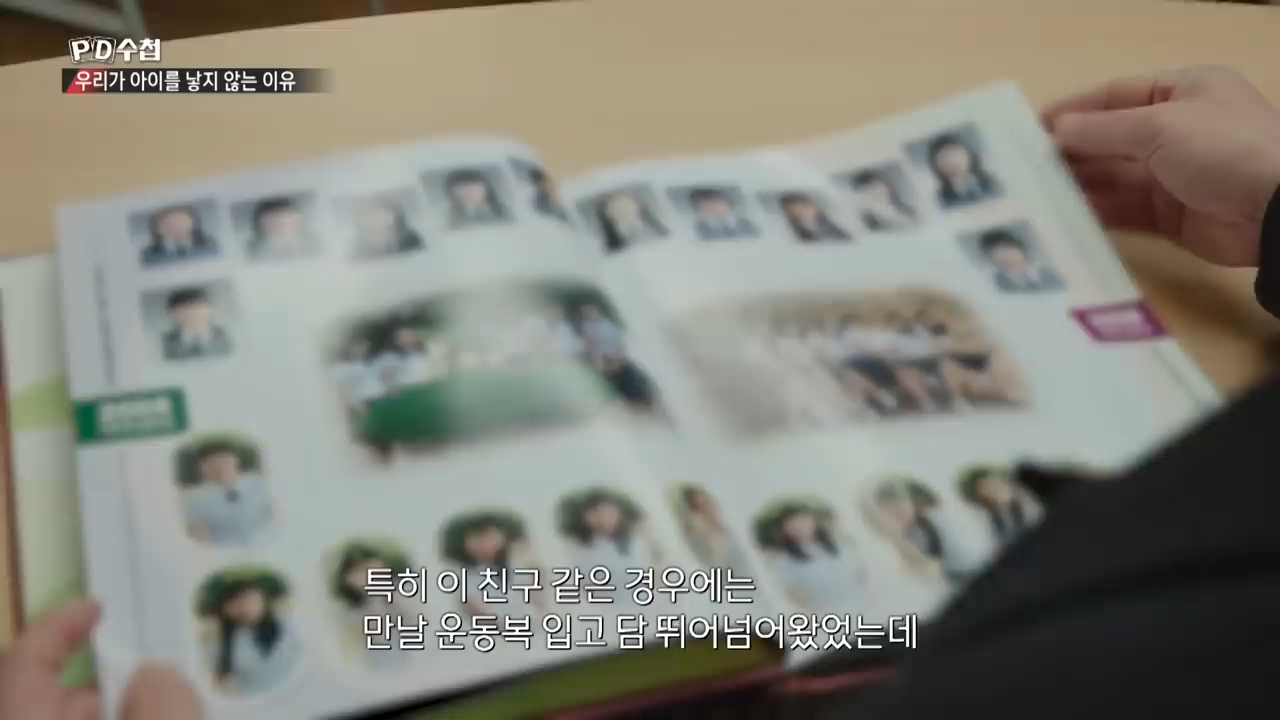 PD수첩
우리가 아이를 낳지 않는 이유
특히 이 친구 같은 경우에는
만날 운동복 입고 담 뛰어넘어왔었는데